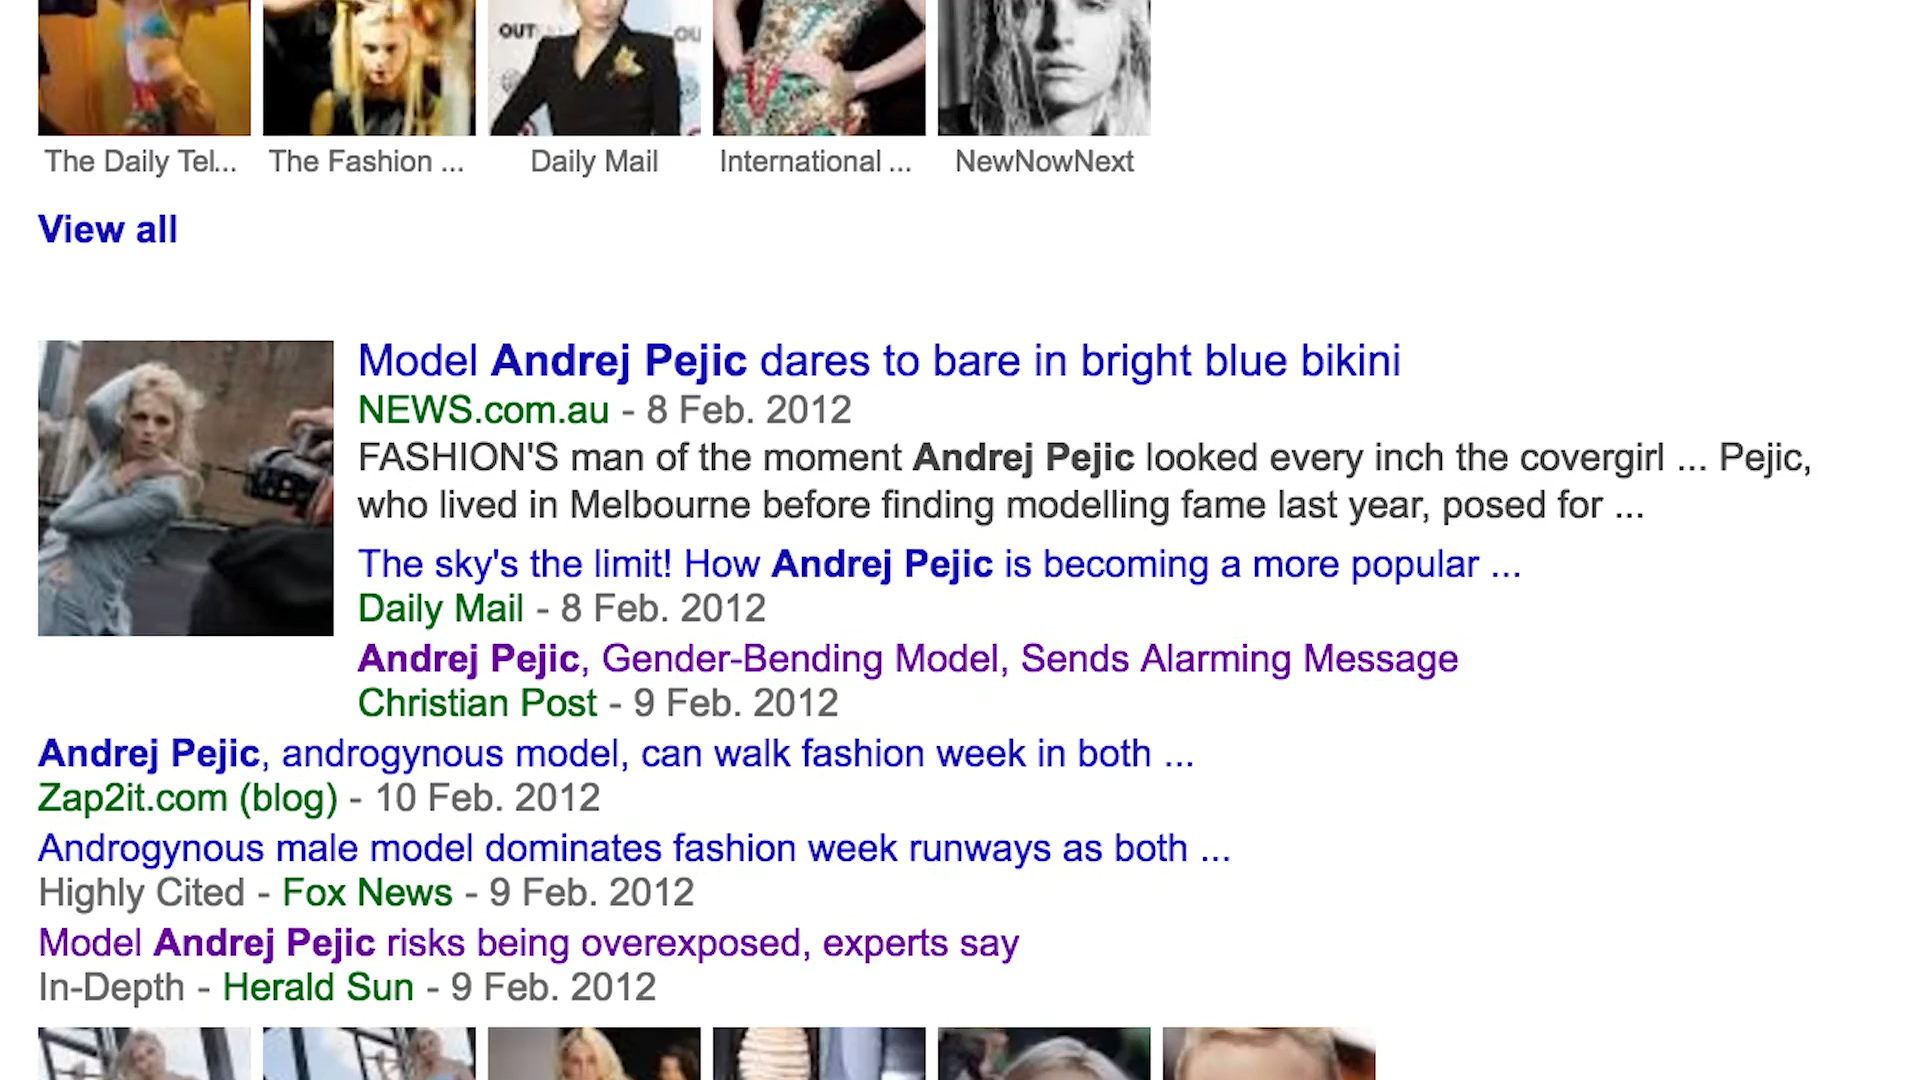 OUT
OU
The Daily Tel... The Fashion ... Daily Mail International ... NewNowNext
View all
Model Andrej Pejic dares to bare in bright blue bikini
NEWS.com.au - 8 Feb. 2012
FASHION'S man of the moment Andrej Pejic looked every inch the covergirl ... Pejic,
who lived in Melbourne before finding modelling fame last year, posed for ...
The sky's the limit! How Andrej Pejic is becoming a more popular ...
Daily Mail - 8 Feb. 2012
Andrej Pejic, Gender-Bending Model, Sends Alarming Message
Christian Post - 9 Feb. 2012
Andrej Pejic, androgynous model, can walk fashion week in both ...
Zap2it.com (blog) - 10 Feb. 2012
Androgynous male model dominates fashion week runways as both ...
Highly Cited - Fox News - 9 Feb. 2012
Model Andrej Pejic risks being overexposed, experts say
In-Depth - Herald Sun - 9 Feb. 2012